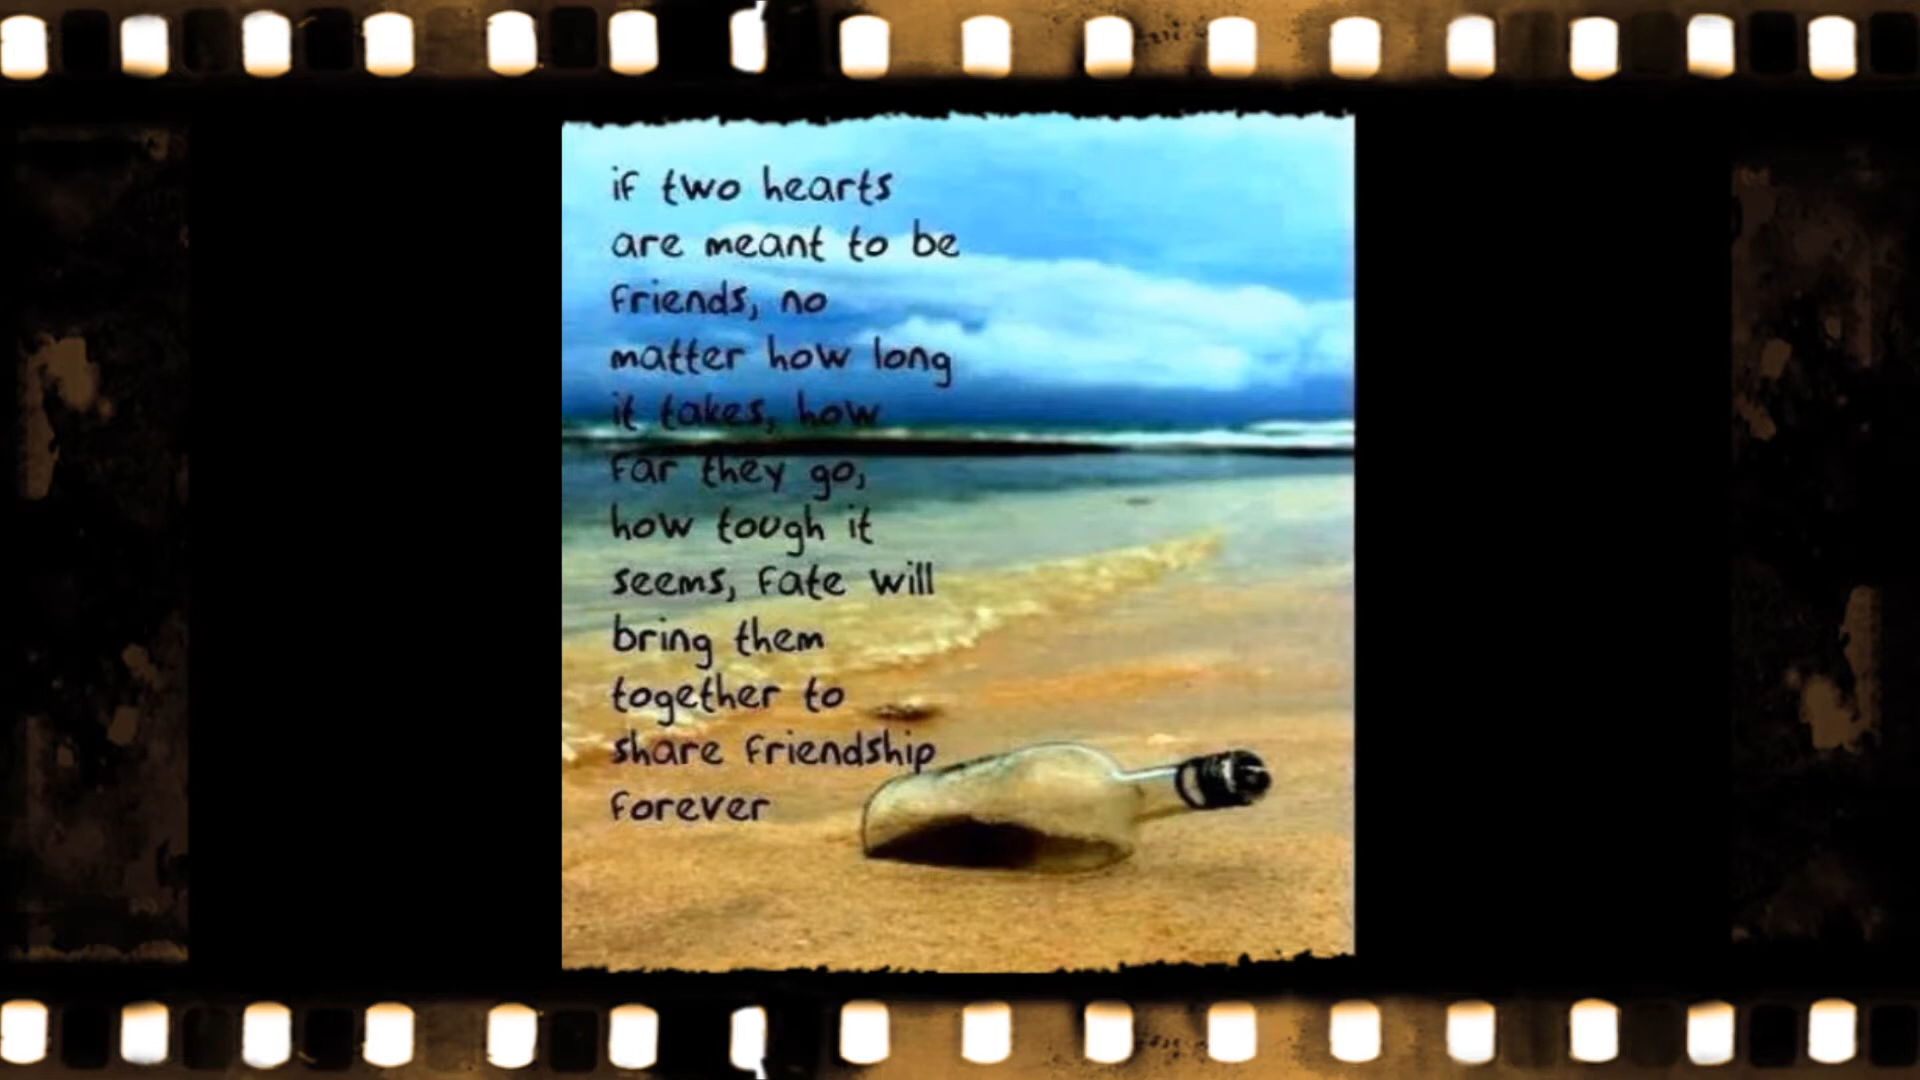 if two hearts
are meant to be
friends, no
matter how long
it takes, how
far they go,
how tough it
seems, fate will
bring them
together to
share friendship
forever